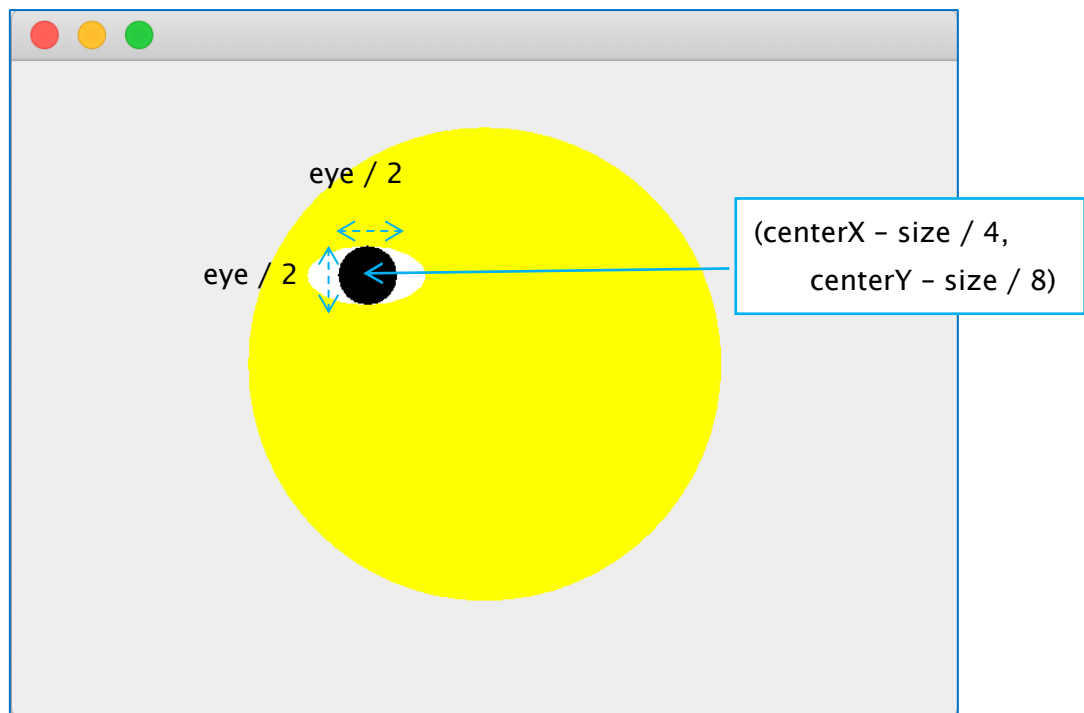 eye / 2
(centerX – size / 4,
eye / 2
centerY – size / 8)